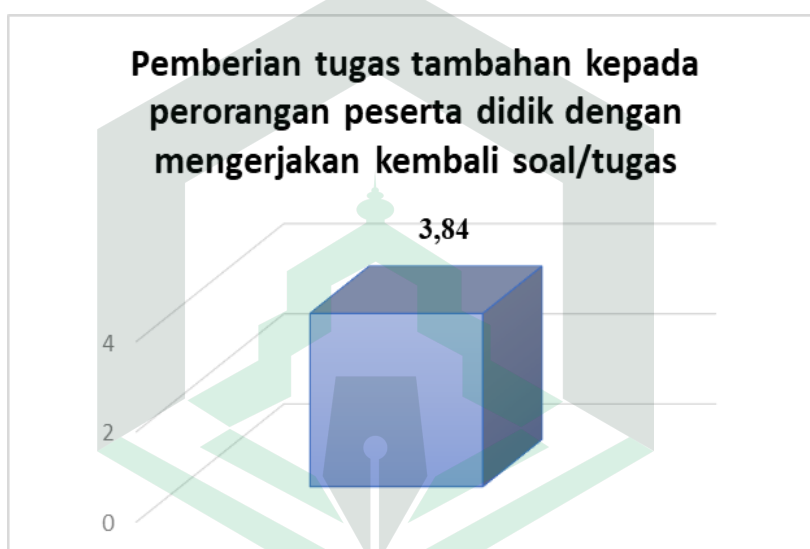 Pemberian tugas tambahan kepada
perorangan peserta didik dengan
mengerjakan kembali soal/tugas
3,84
4
2
0